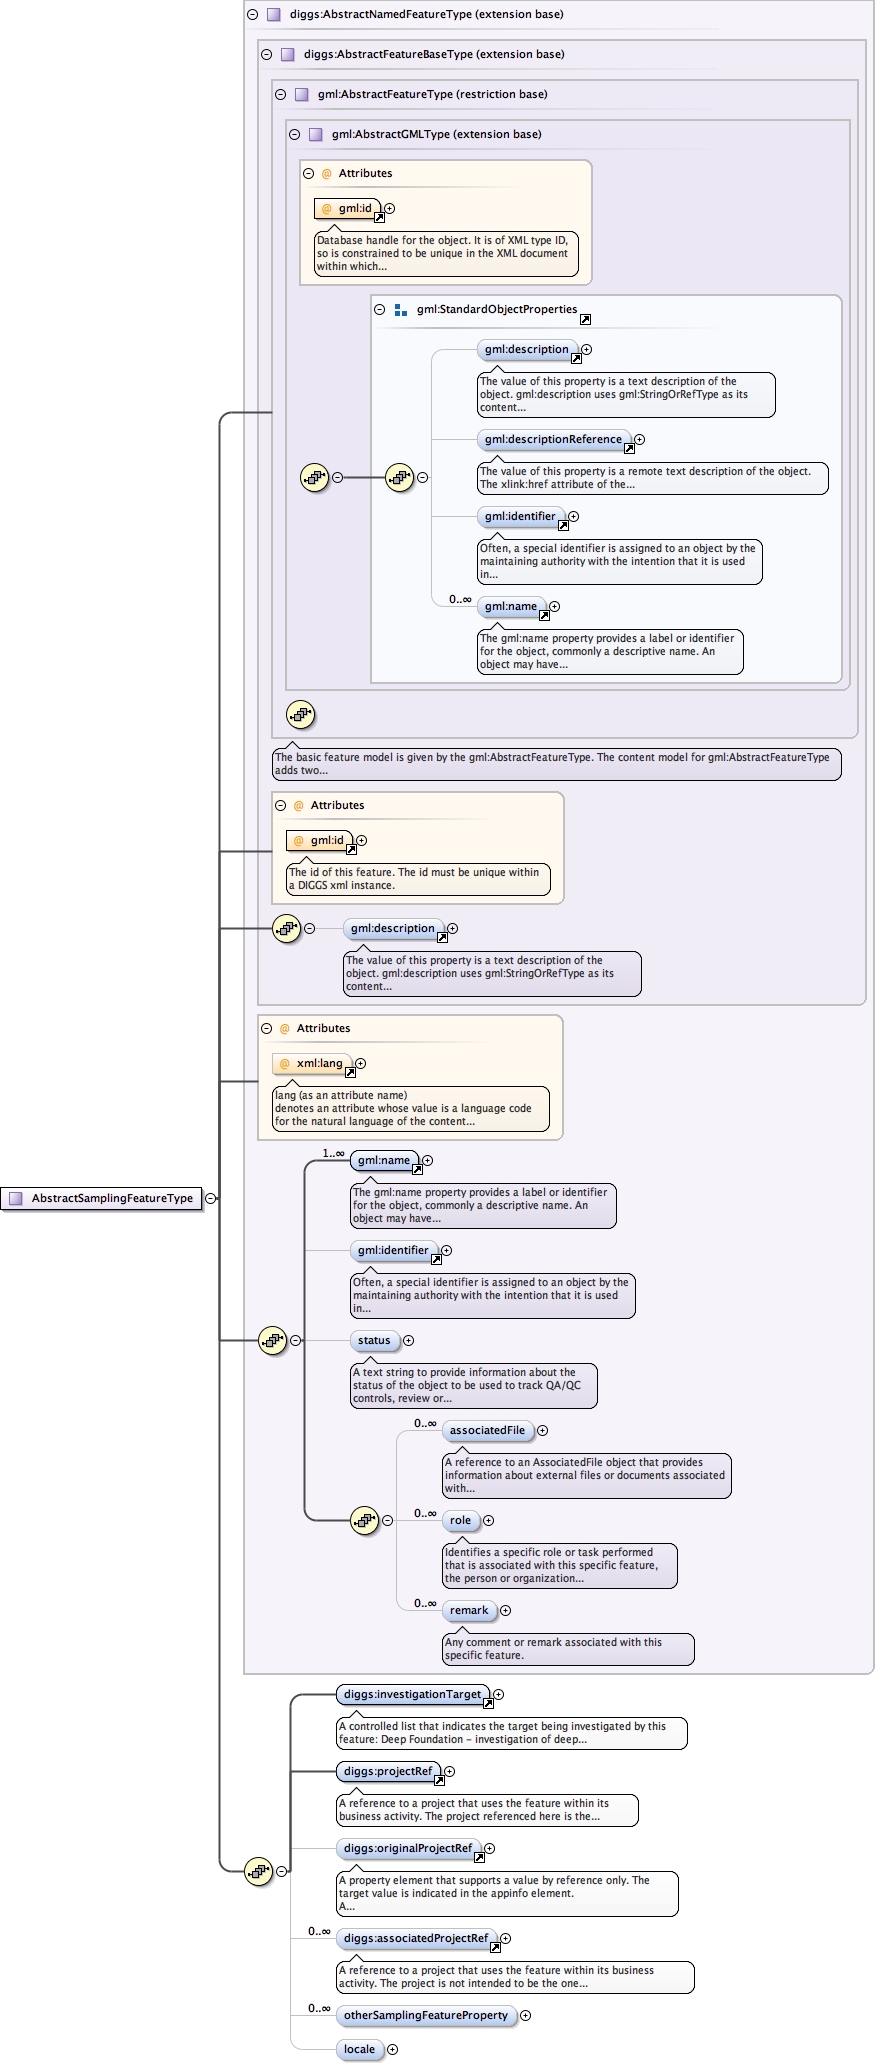 diggs:AbstractNamedFeatureType (extension base)
diggs:AbstractFeatureBaseType (extension base)
gml:AbstractFeatureType (restriction base)
gml:AbstractGMLType (extension base)
@ Attributes
@ gml:id
Database handle for the object. It is of XML type ID,
so is constrained to be unique in the XML document
within which...
gml:StandardObjectProperties
gml:description
The value of this property is a text description of the
object. gml:description uses gml:StringOrRefType as its
content...
gml:descriptionReference
The value of this property is a remote text description of the object.
The xlink:href attribute of the...
gml:identifier
Often, a special identifier is assigned to an object by the
maintaining authority with the intention that it is used
in...
0..∞
gml:name
The gml:name property provides a label or identifier
for the object, commonly a descriptive name. An
object may have...
The basic feature model is given by the gml:AbstractFeatureType. The content model for gml:AbstractFeatureType
adds two...
@ Attributes
@ gml:id
The id of this feature. The id must be unique within
a DIGGS xml instance.
gml:description
The value of this property is a text description of the
object. gml:description uses gml:StringOrRefType as its
content...
@ Attributes
@ xml:lang
lang (as an attribute name)
denotes an attribute whose value is a language code
for the natural language of the content...
1..∞
gml:name
The gml:name property provides a label or identifier
for the object, commonly a descriptive name. An
object may have...
AbstractSamplingFeatureType
gml:identifier
Often, a special identifier is assigned to an object by the
maintaining authority with the intention that it is used
in...
status
A text string to provide information about the
status of the object to be used to track QA/QC
controls, review or...
0..∞
associatedFile
A reference to an AssociatedFile object that provides
information about external files or documents associated
with...
0..∞
role
Identifies a specific role or task performed
that is associated with this specific feature,
the person or organization...
0..∞
remark
Any comment or remark associated with this
specific feature.
diggs:investigationTarget
A controlled list that indicates the target being investigated by this
feature: Deep Foundation - investigation of deep...
diggs:projectRef
A reference to a project that uses the feature within its
business activity. The project referenced here is the...
diggs:originalProjectRef
A property element that supports a value by reference only. The
target value is indicated in the appinfo element.
A...
0..∞
diggs:associatedProjectRef
A reference to a project that uses the feature within its business
activity. The project is not intended to be the one...
0..∞
otherSamplingFeatureProperty
locale